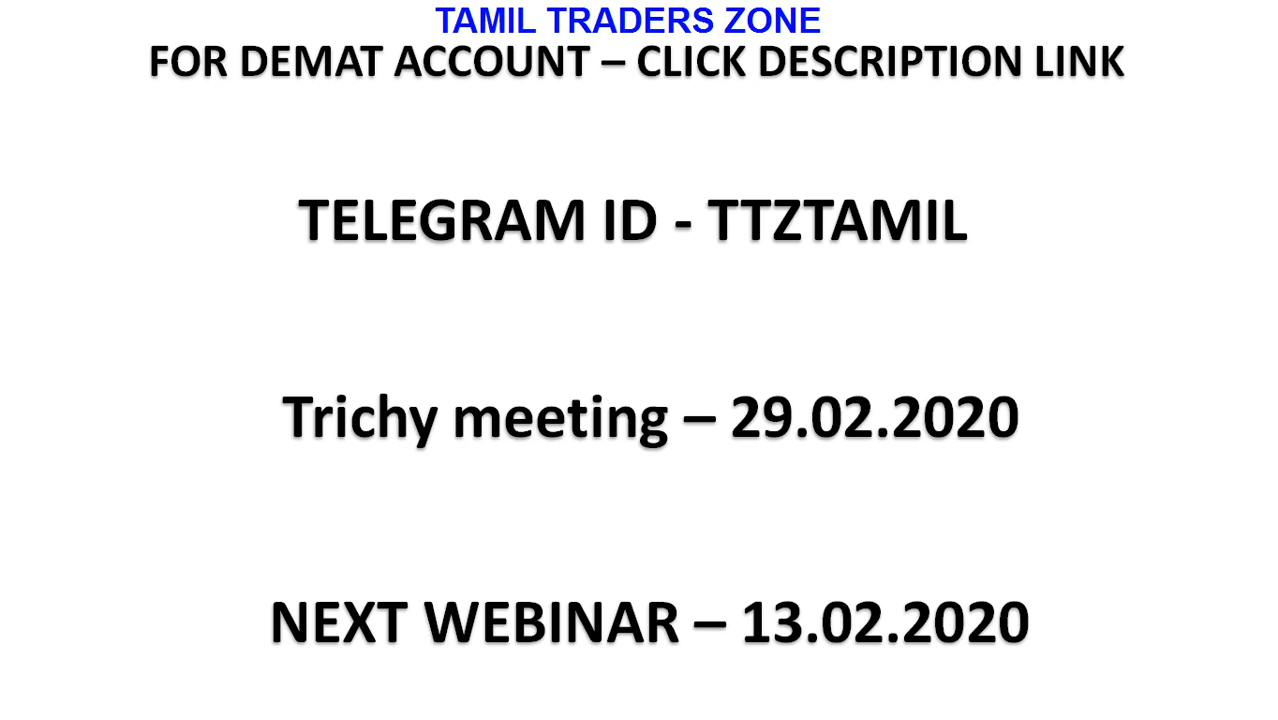 TAMIL TRADERS ZONE
FOR DEMAT ACCOUNT – CLICK DESCRIPTION LINK
TELEGRAM ID - TTZTAMIL
Trichy meeting – 29.02.2020
NEXT WEBINAR – 13.02.2020